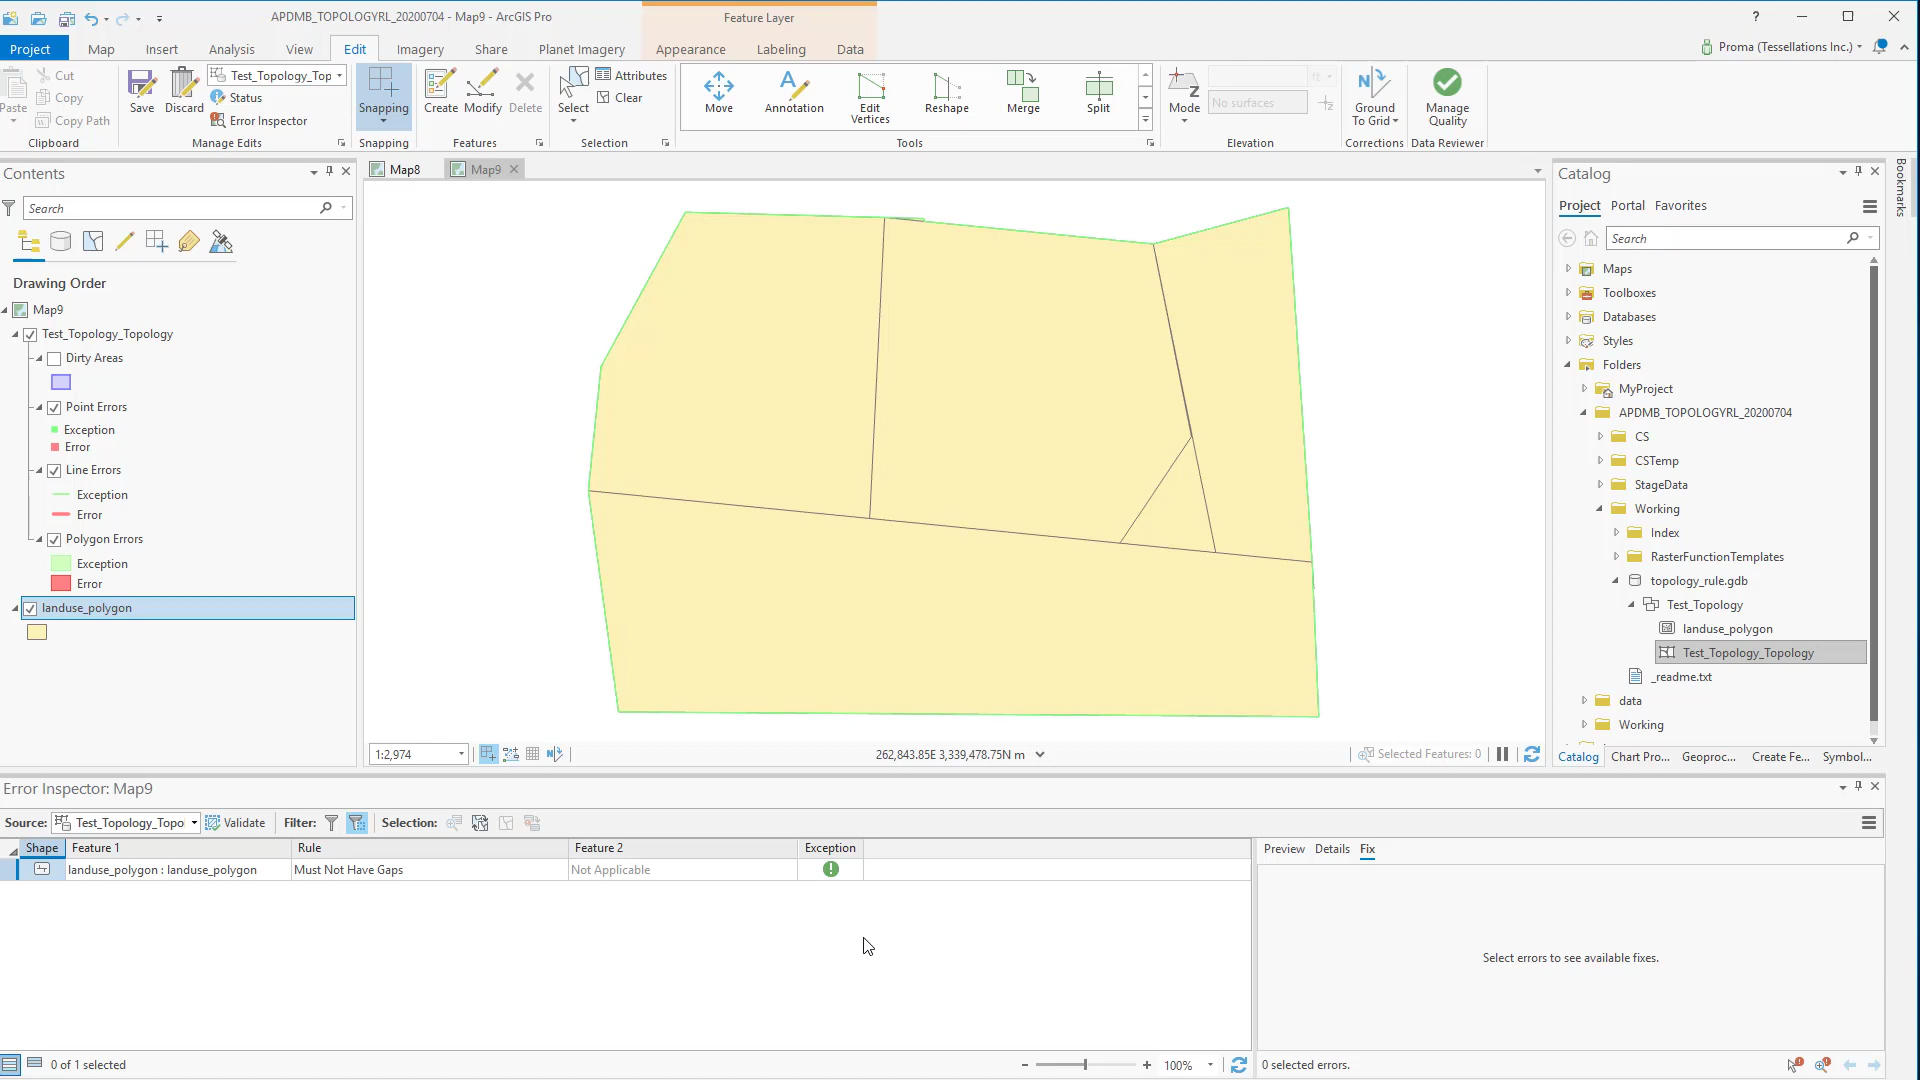 APDMB_TOPOLOGYRL_20200704 - Map9 - ArcGIS Pro
Feature Layer
?
Project
Map
Insert
Analysis
View
Edit
Imagery
Share
Planet Imagery
Appearance
Labeling
Data
Proma (Tessellations Inc.)
Paste
Cut
Copy
Copy Path
Clipboard
Save
Discard
Test_Topology_Top
Status
Error Inspector
Manage Edits
Snapping
Snapping
Create
Modify
Delete
Features
Select
Attributes
Clear
Selection
Move
Annotation
Edit
Vertices
Reshape
Merge
Split
Tools
Mode
ft
No surfaces
Elevation
Ground
To Grid
Corrections
Manage
Quality
Data Reviewer
Contents
Search
Drawing Order
Map9
Test_Topology_Topology
Dirty Areas
Point Errors
Exception
Error
Line Errors
Exception
Error
Polygon Errors
Exception
Error
landuse_polygon
Map8
Map9
1:2,974
262,843.85E 3,339,478.75N m
Selected Features: 0
Catalog
Project
Portal
Favorites
Search
Maps
Toolboxes
Databases
Styles
Folders
MyProject
APDMB_TOPOLOGYRL_20200704
CS
CSTemp
StageData
Working
Index
RasterFunctionTemplates
topology_rule.gdb
Test_Topology
landuse_polygon
Test_Topology_Topology
_readme.txt
data
Working
Catalog
Chart Pro...
Geoproc...
Create Fe...
Symbol...
Bookmarks
Error Inspector: Map9
Source:
Test_Topology_Topo
Validate
Filter:
Selection:
Shape
Feature 1
Rule
Feature 2
Exception
landuse_polygon : landuse_polygon
Must Not Have Gaps
Not Applicable
Preview
Details
Fix
Select errors to see available fixes.
0 of 1 selected
100%
0 selected errors.